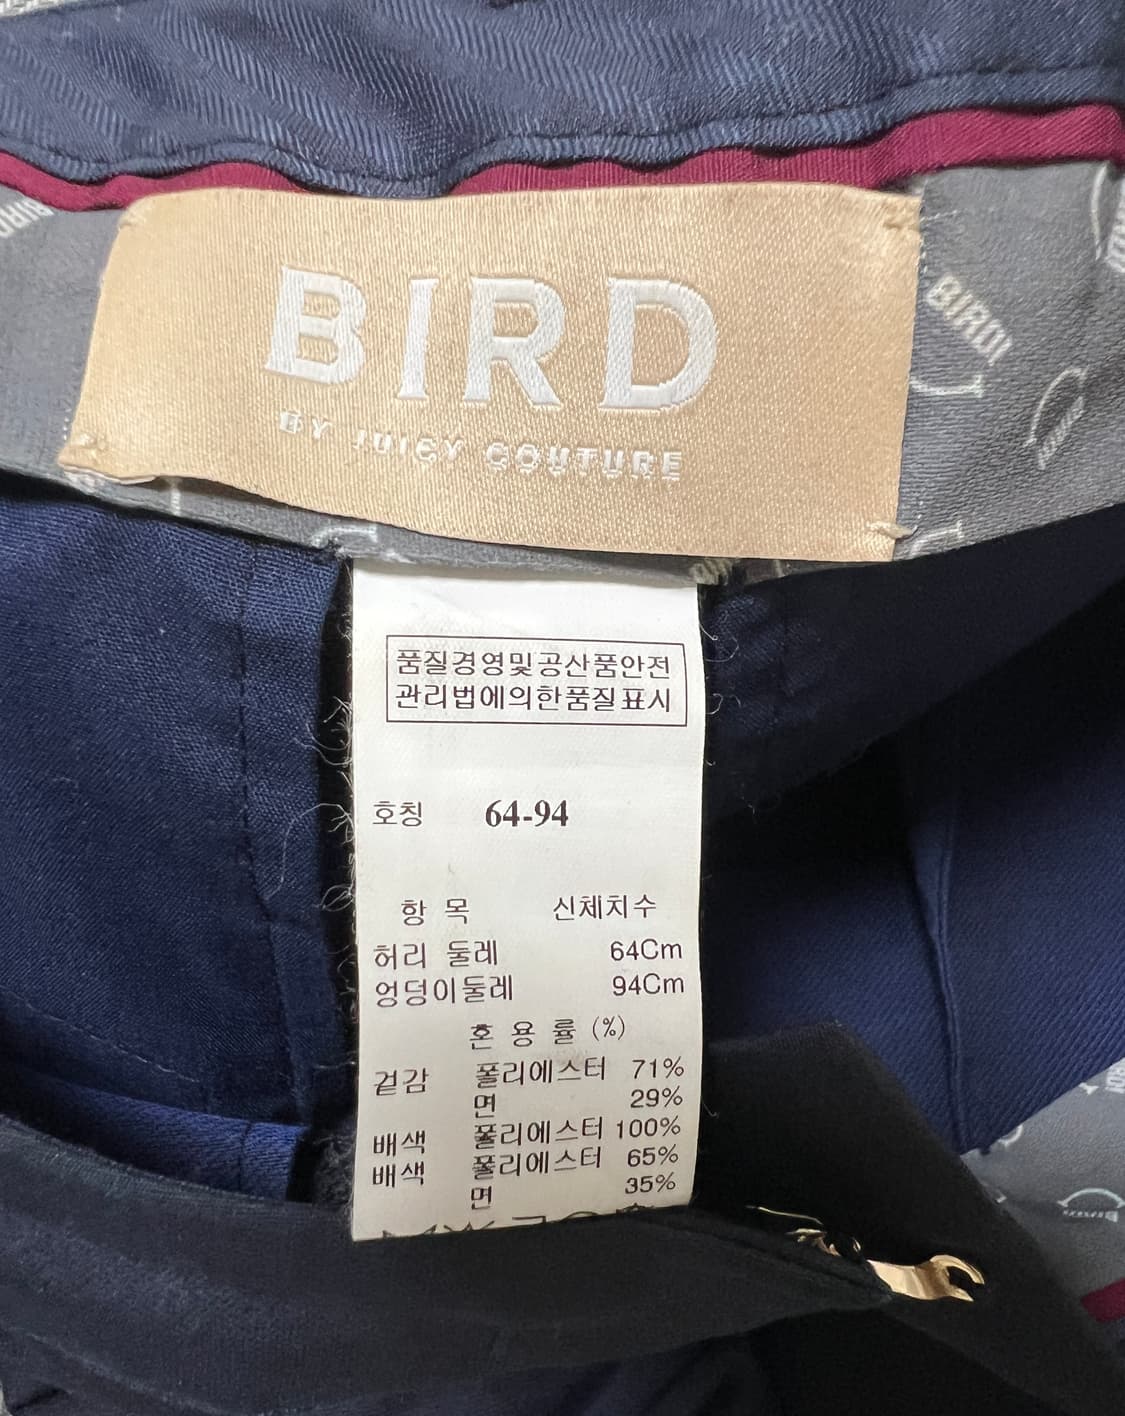 BIRD
BY JUICY COUTURE
BIRD!
품질경영및공산품안전
관리법에의한품질표시
호칭 64-94
항 목 신체치수
허리 둘레 64Cm
엉덩이둘레 94Cm
혼 용 률 (%)
겉감 폴리에스터 71%
면 29%
배색 폴리에스터 100%
배색 폴리에스터 65%
면 35%